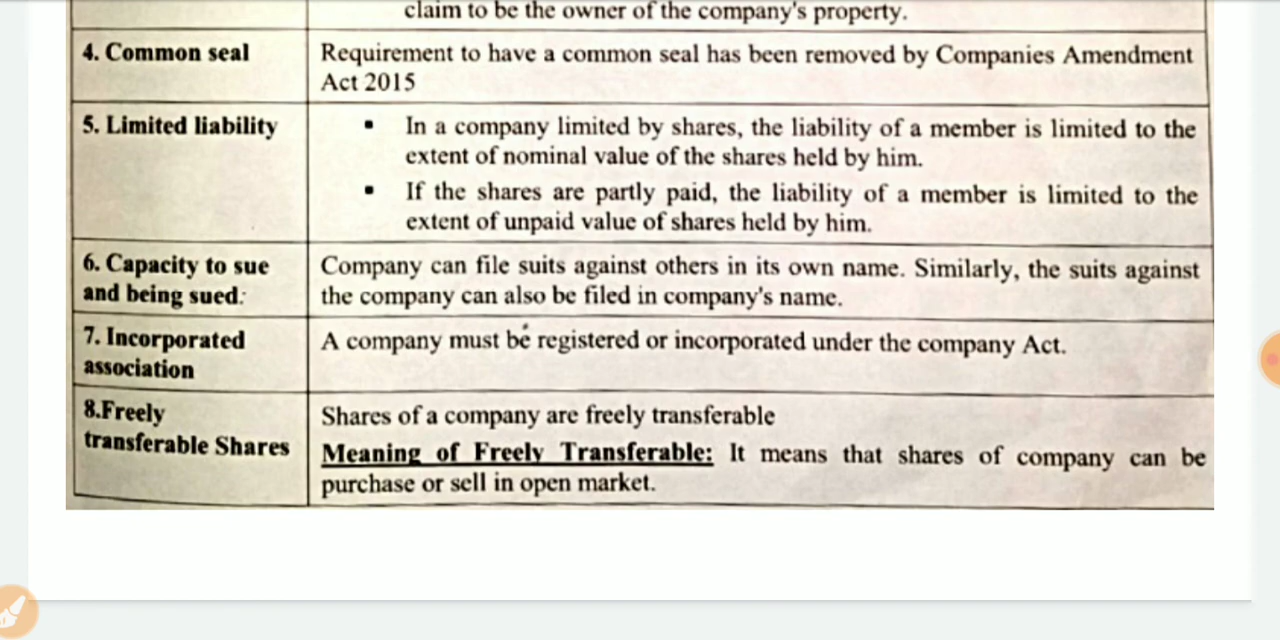 claim to be the owner of the company's property.
4. Common seal
Requirement to have a common seal has been removed by Companies Amendment
Act 2015
5. Limited liability
▪ In a company limited by shares, the liability of a member is limited to the
extent of nominal value of the shares held by him.
▪ If the shares are partly paid, the liability of a member is limited to the
extent of unpaid value of shares held by him.
6. Capacity to sue
and being sued:
Company can file suits against others in its own name. Similarly, the suits against
the company can also be filed in company's name.
7. Incorporated
association
A company must be registered or incorporated under the company Act.
8.Freely
transferable Shares
Shares of a company are freely transferable
Meaning of Freely Transferable: It means that shares of company can be
purchase or sell in open market.